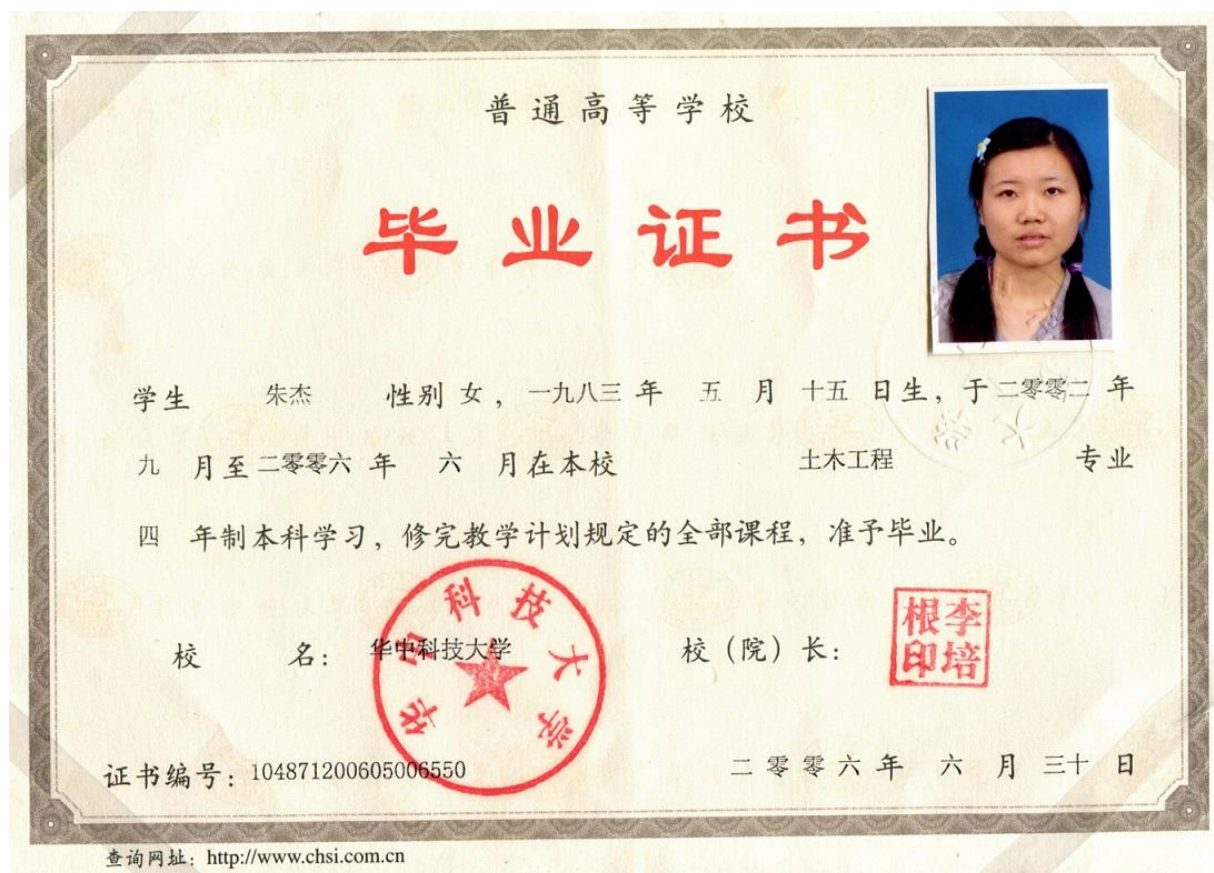 普通高等学校
毕业证书
学生 朱杰 性别 女，一九八三 年 五 月 十五 日生，于 二零零二 年
九 月至 二零零六 年 六 月在本校 土木工程 专业
四 年制本科学习，修完教学计划规定的全部课程，准予毕业。
校 名： 华中科技大学 校（院）长：
华中科技大学
李培根印
证书编号：104871200605006550 二零零六年 六 月 三十 日
查询网址：http://www.chsi.com.cn